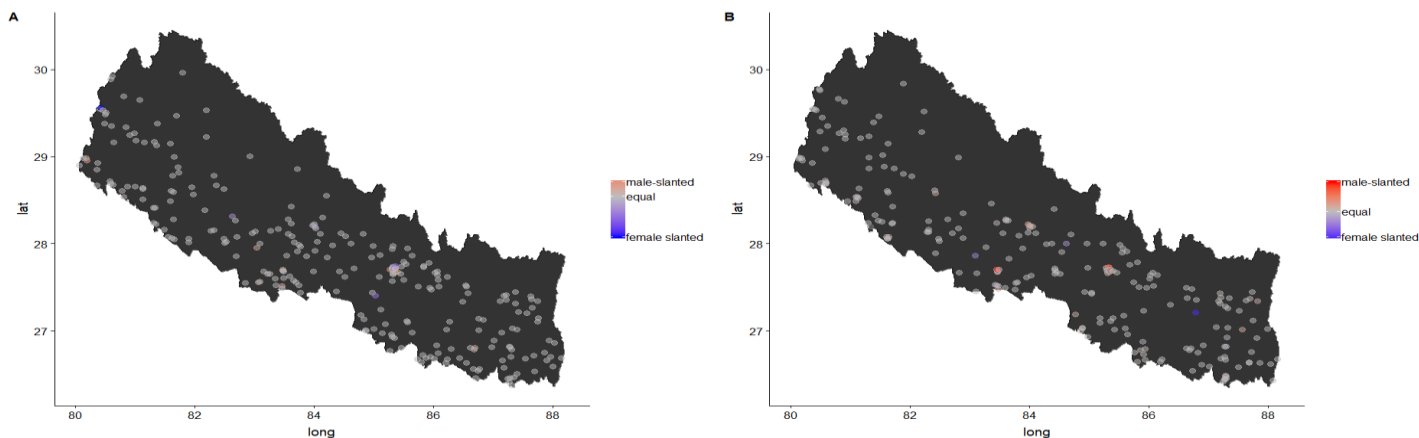 A
30
29
28
27
lat
80
82
84
86
88
long
male-slanted
equal
female slanted
B
30
29
28
27
lat
80
82
84
86
88
long
male-slanted
equal
female slanted